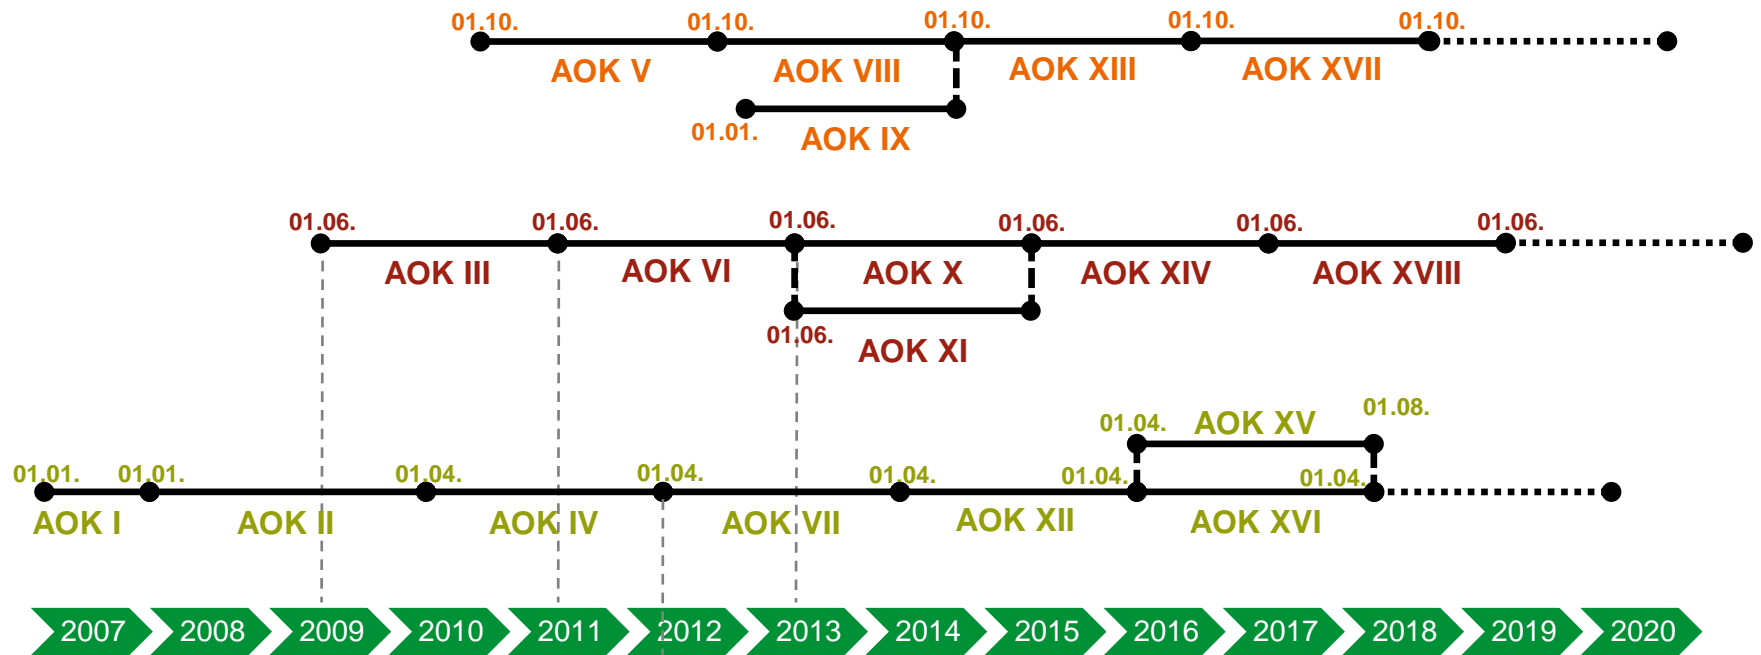 01.10. 01.10. 01.10. 01.10. 01.10.
AOK V AOK VIII AOK XIII AOK XVII
01.01. AOK IX
01.06. 01.06. 01.06. 01.06. 01.06. 01.06.
AOK III AOK VI AOK X AOK XIV AOK XVIII
01.06. AOK XI
01.04. AOK XV 01.08.
01.01. 01.01. 01.04. 01.04. 01.04. 01.04. 01.04.
AOK I AOK II AOK IV AOK VII AOK XII AOK XVI
2007 2008 2009 2010 2011 2012 2013 2014 2015 2016 2017 2018 2019 2020